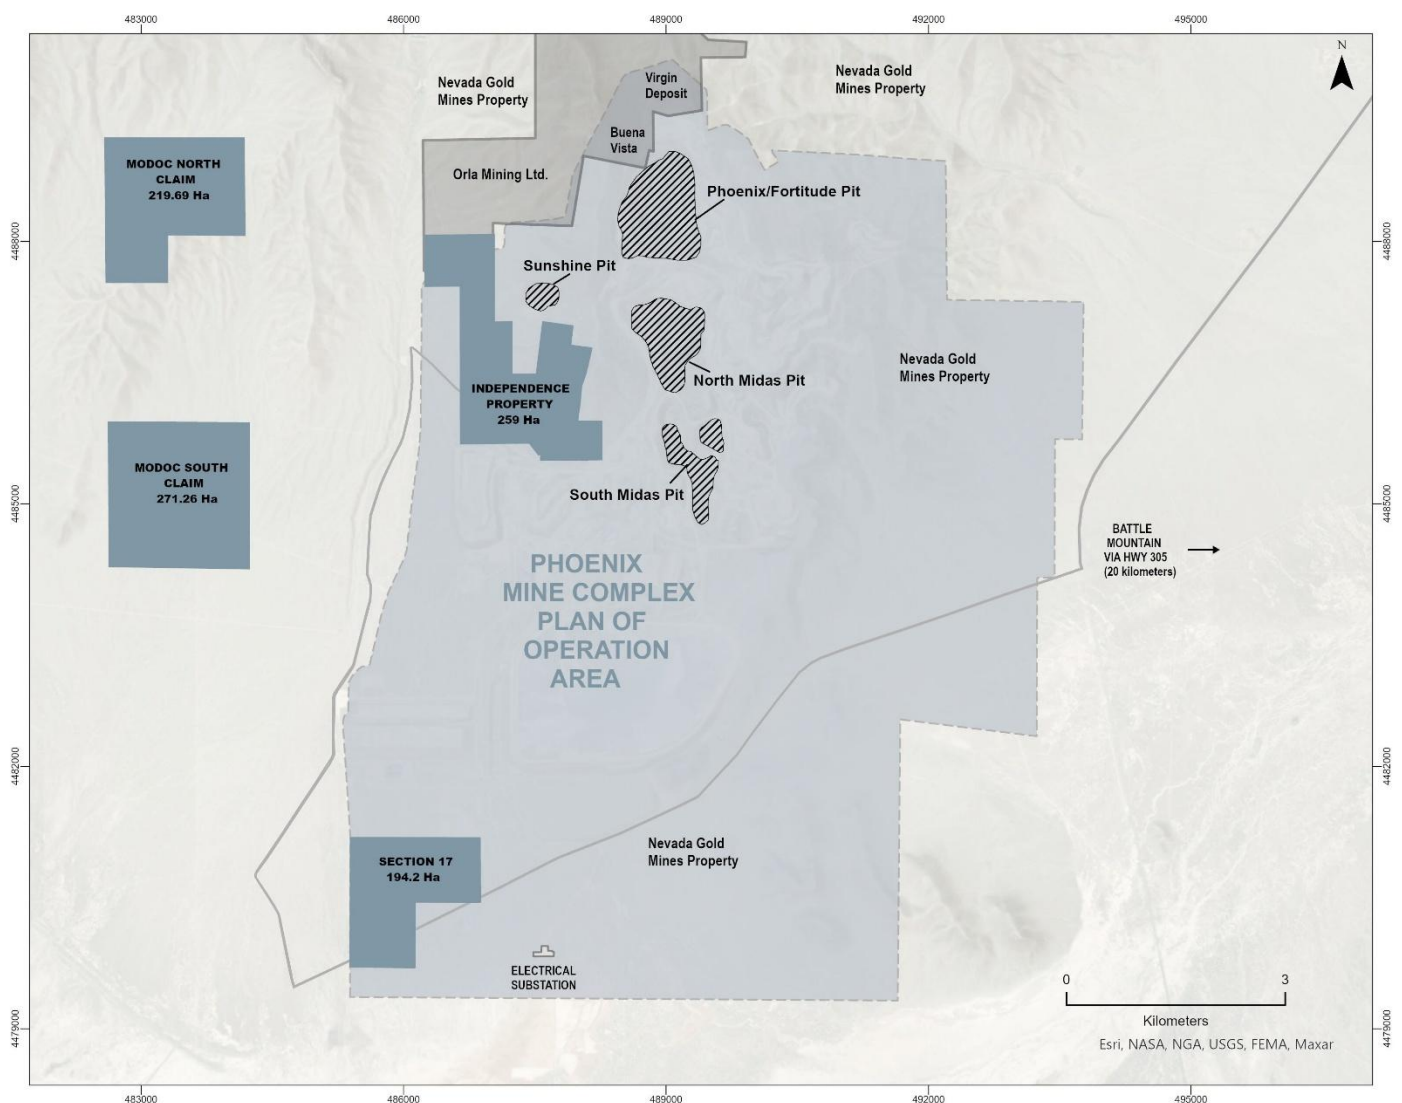 483000
486000
489000
492000
495000
N
Nevada Gold
Mines Property
Virgin
Deposit
Nevada Gold
Mines Property
Buena
Vista
MODOC NORTH
CLAIM
219.69 Ha
Orla Mining Ltd.
Phoenix/Fortitude Pit
4488000
4488000
Sunshine Pit
Nevada Gold
Mines Property
North Midas Pit
INDEPENDENCE
PROPERTY
259 Ha
MODOC SOUTH
CLAIM
271.26 Ha
South Midas Pit
4485000
4485000
BATTLE
MOUNTAIN
VIA HWY 305
(20 kilometers)
PHOENIX
MINE COMPLEX
PLAN OF
OPERATION
AREA
4482000
4482000
Nevada Gold
Mines Property
SECTION 17
194.2 Ha
ELECTRICAL
SUBSTATION
0
3
Kilometers
4479000
4479000
Esri, NASA, NGA, USGS, FEMA, Maxar
483000
486000
489000
492000
495000